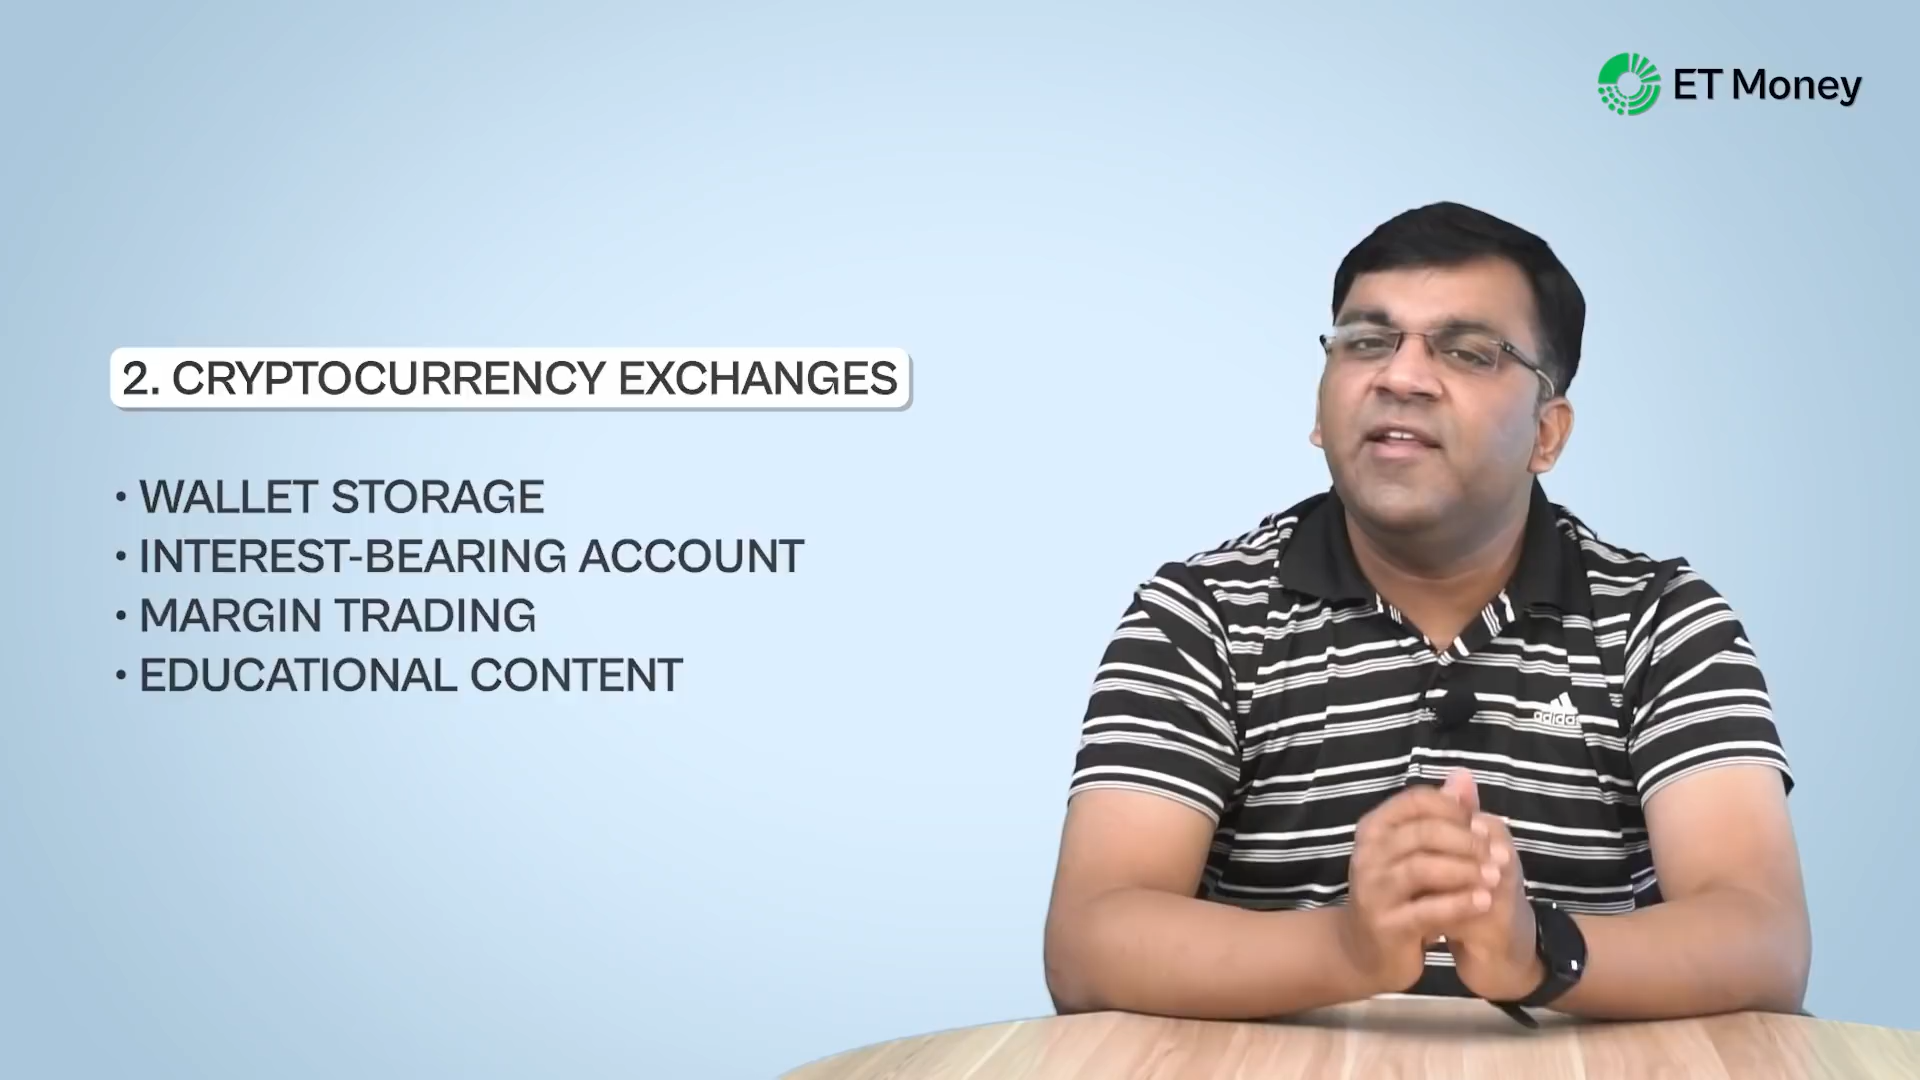 ET Money
2. CRYPTOCURRENCY EXCHANGES
• WALLET STORAGE
• INTEREST-BEARING ACCOUNT
• MARGIN TRADING
• EDUCATIONAL CONTENT
adidas